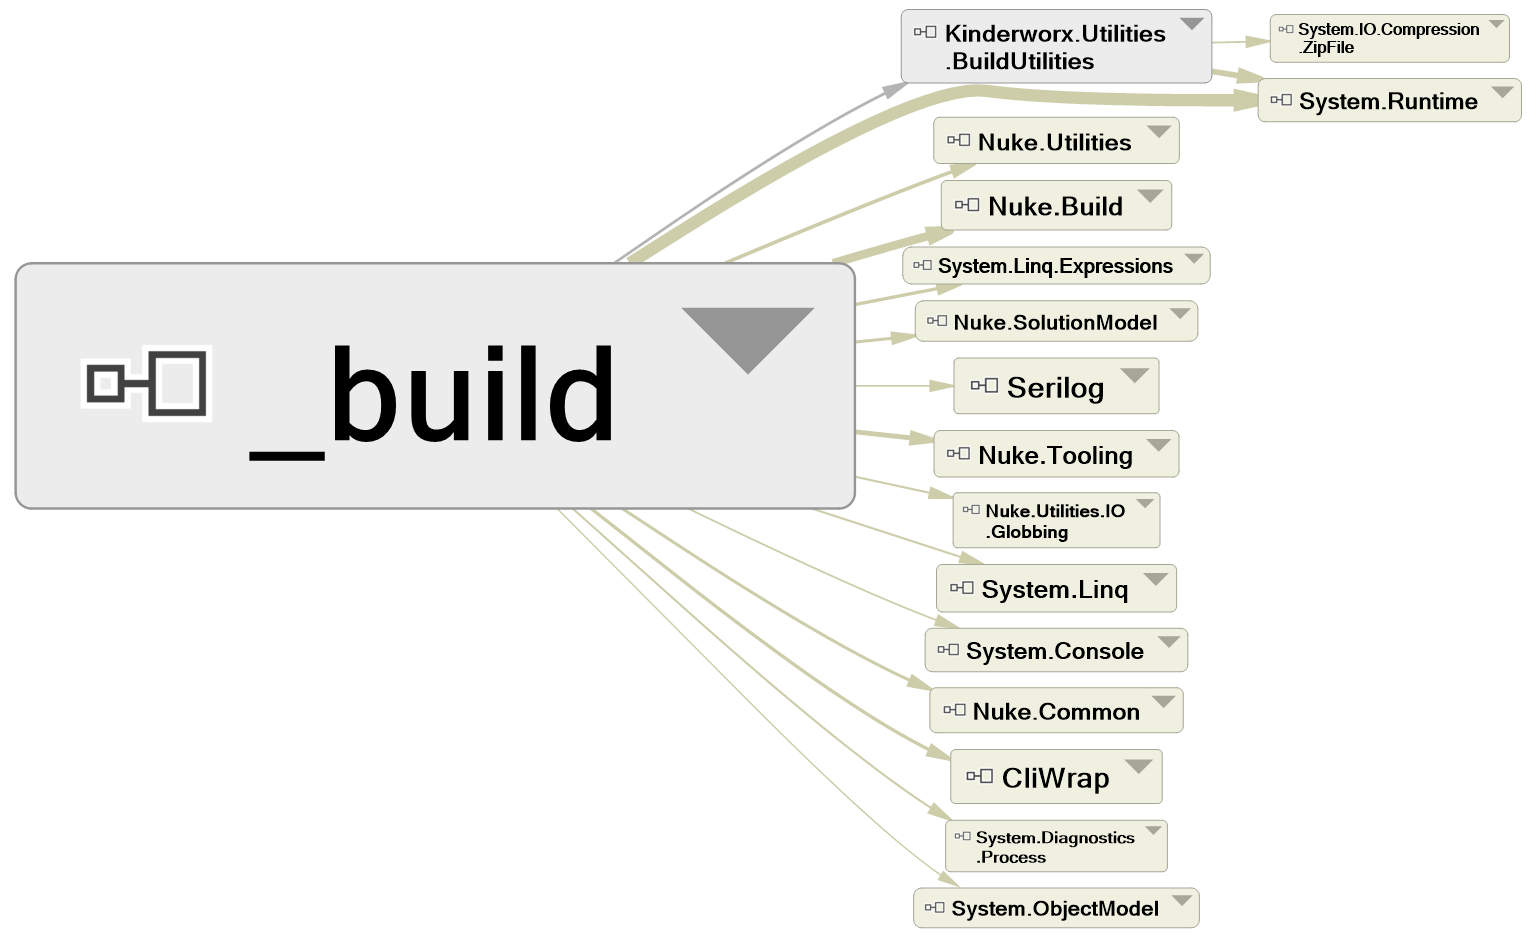 Kinderworx.Utilities
.BuildUtilities
System.IO.Compression
.ZipFile
System.Runtime
Nuke.Utilities
Nuke.Build
System.Linq.Expressions
Nuke.SolutionModel
_build
Serilog
Nuke.Tooling
Nuke.Utilities.IO
.Globbing
System.Linq
System.Console
Nuke.Common
CliWrap
System.Diagnostics
.Process
System.ObjectModel